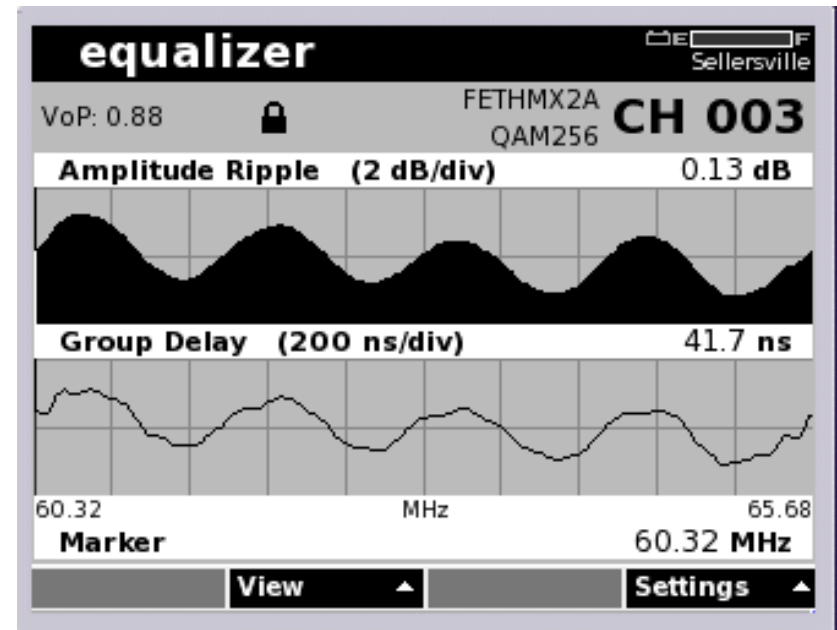 equalizer
E F
Sellersville
VoP: 0.88
FETHMX2A
QAM256
CH 003
Amplitude Ripple (2 dB/div) 0.13 dB
Group Delay (200 ns/div) 41.7 ns
60.32 MHz 65.68
Marker 60.32 MHz
View Settings